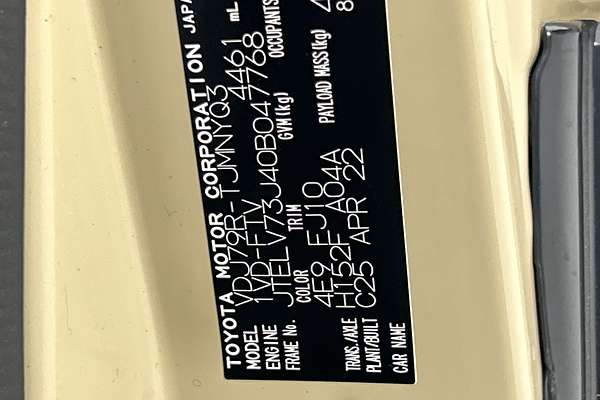 TOYOTA MOTOR CORPORATION JAPA
MODEL VDJ79R-TJMNYQ3
ENGINE 1VD-FTV 4461 mL
FRAME No. JTELV73J40B047768
COLOR TRIM GVM(kg) OCCUPANTS
4E9 FJ10
TRANS./AXLE H152F A04A PAYLOAD MASS(kg)
PLANT/BUILT C25 APR 22
CAR NAME